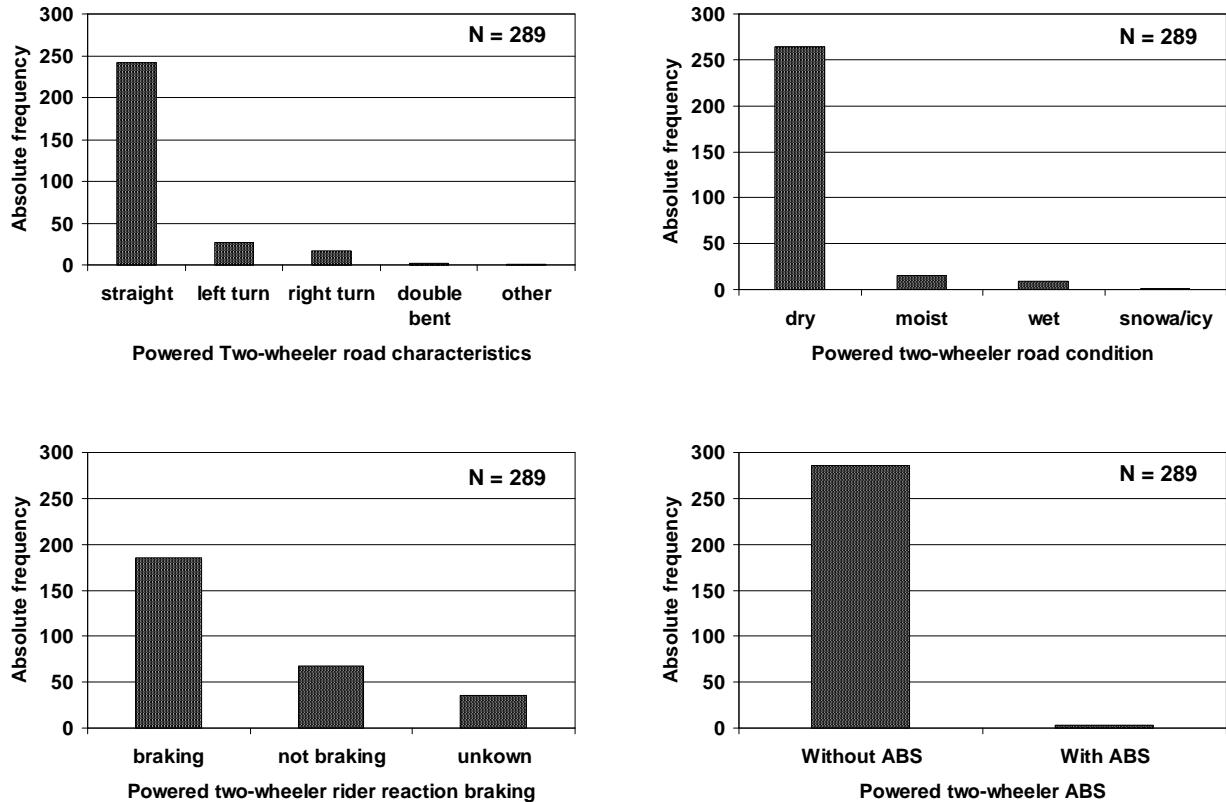 N = 289
Absolute frequency
300
250
200
150
100
50
0
straight left turn right turn double bent other
Powered Two-wheeler road characteristics
N = 289
Absolute frequency
300
250
200
150
100
50
0
dry moist wet snowa/icy
Powered two-wheeler road condition
N = 289
Absolute frequency
300
250
200
150
100
50
0
braking not braking unkown
Powered two-wheeler rider reaction braking
N = 289
Absolute frequency
300
250
200
150
100
50
0
Without ABS With ABS
Powered two-wheeler ABS